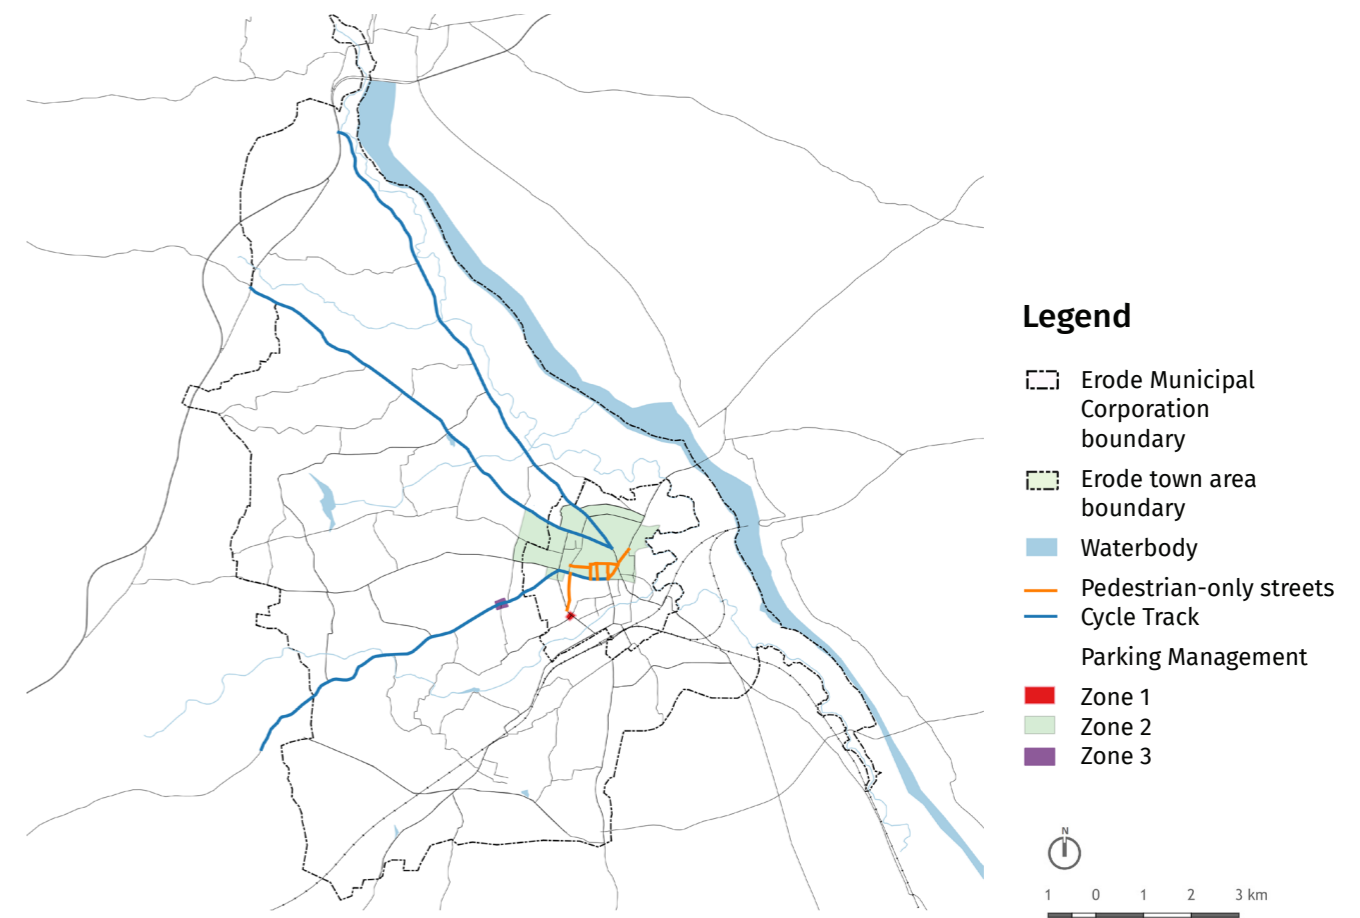 Legend
Erode Municipal
Corporation
boundary
Erode town area
boundary
Waterbody
Pedestrian-only streets
Cycle Track
Parking Management
Zone 1
Zone 2
Zone 3
N
1 0 1 2 3 km